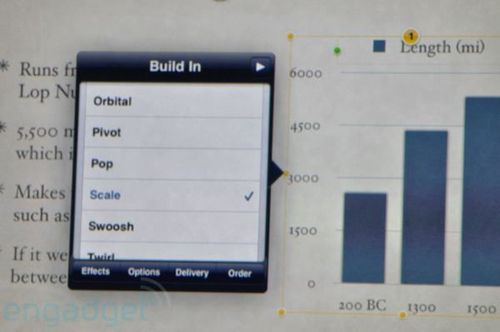 * Runs fr
Lop Nu
* 5,500 m
which i
* Makes
such as
* If it we
betwee
Build In
Orbital
Pivot
Pop
Scale ✓
Swoosh
Twirl
Effects Options Delivery Order
1
Length (mi)
6000
4500
3000
1500
0
200 BC 1300 1500
engadget